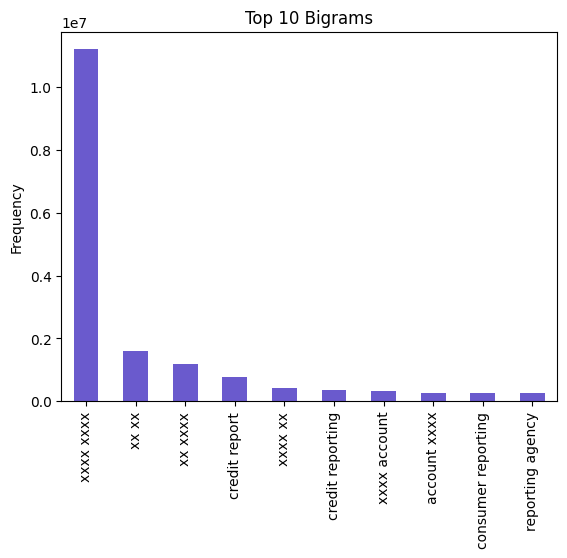 Top 10 Bigrams
1e7
1.0
0.8
0.6
0.4
0.2
0.0
Frequency
xxxx xxxx
xx xx
xx xxxx
credit report
xxxx xx
credit reporting
xxxx account
account xxxx
consumer reporting
reporting agency